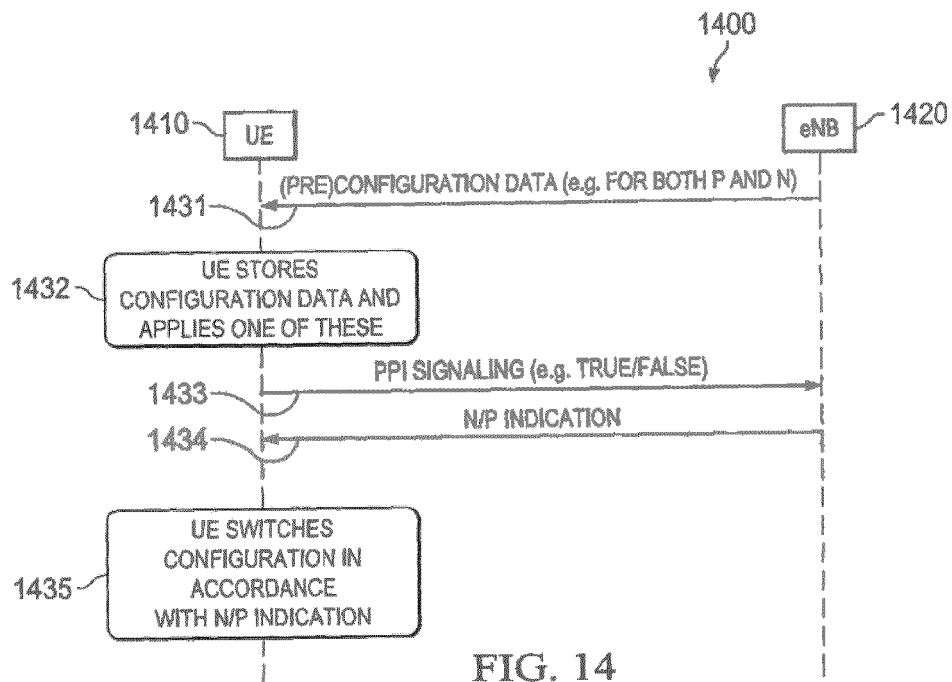 1400
1410
UE
eNB
1420
(PRE)CONFIGURATION DATA (e.g. FOR BOTH P AND N)
1431
1432
UE STORES
CONFIGURATION DATA AND
APPLIES ONE OF THESE
PPI SIGNALING (e.g. TRUE/FALSE)
1433
N/P INDICATION
1434
UE SWITCHES
CONFIGURATION IN
ACCORDANCE
WITH N/P INDICATION
1435
FIG. 14